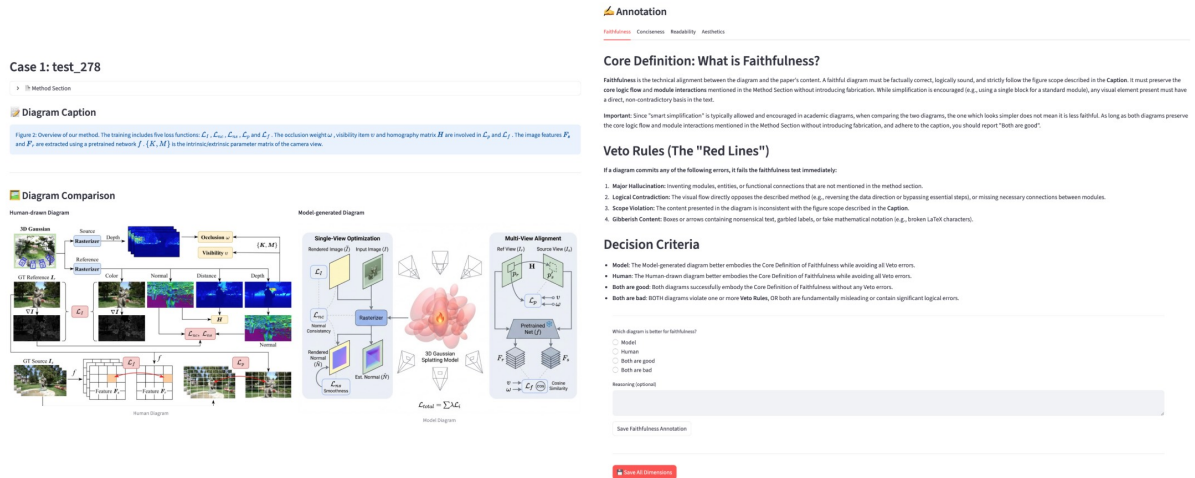 Case 1: test_278
Method Section
Diagram Caption
Figure 2: Overview of our method. The training includes five loss functions: 𝓛_I, 𝓛_nc, 𝓛_ns, 𝓛_p and 𝓛_f. The occlusion weight ω, visibility item v and homography matrix H are involved in 𝓛_p and 𝓛_f. The image features F_s
and F_r are extracted using a pretrained network f. {K, M} is the intrinsic/extrinsic parameter matrix of the camera view.
Diagram Comparison
Human-drawn Diagram
3D Gaussian
Source
Rasterizer
Depth
Occlusion ω
Visibility v
{K, M}
Reference
Rasterizer
GT Reference I_r
Color
Normal
Distance
Depth
∇I
𝓛_I
∇Î
H
𝓛_nc, 𝓛_ns
Normal
GT Source I_s
f
𝓛_f
f
𝓛_p
Feature F_s
Feature F_r
Human Diagram
Model-generated Diagram
Single-View Optimization
Rendered Image (Î)
Input Image (I)
𝓛_I
𝓛_nc
Normal
Consistency
Rasterizer
Rendered
Normal
(N̂)
Est. Normal (N̂)
𝓛_ns
Smoothness
3D Gaussian
Splatting Model
𝓛_total = ∑λ𝓛_i
Multi-View Alignment
Ref View (I_r)
Source View (I_s)
H
p_r
p'_s
𝓛_p
v
ω
Pretrained
Net (f)
F_r
F_s
v
ω
𝓛_f
cos
Cosine
Similarity
Model Diagram
Annotation
Faithfulness Conciseness Readability Aesthetics
Core Definition: What is Faithfulness?
Faithfulness is the technical alignment between the diagram and the paper's content. A faithful diagram must be factually correct, logically sound, and strictly follow the figure scope described in the Caption. It must preserve the
core logic flow and module interactions mentioned in the Method Section without introducing fabrication. While simplification is encouraged (e.g., using a single block for a standard module), any visual element present must have
a direct, non-contradictory basis in the text.
Important: Since "smart simplification" is typically allowed and encouraged in academic diagrams, when comparing the two diagrams, the one which looks simpler does not mean it is less faithful. As long as both diagrams preserve
the core logic flow and module interactions mentioned in the Method Section without introducing fabrication, and adhere to the caption, you should report "Both are good".
Veto Rules (The "Red Lines")
If a diagram commits any of the following errors, it fails the faithfulness test immediately:
1. Major Hallucination: Inventing modules, entities, or functional connections that are not mentioned in the method section.
2. Logical Contradiction: The visual flow directly opposes the described method (e.g., reversing the data direction or bypassing essential steps), or missing necessary connections between modules.
3. Scope Violation: The content presented in the diagram is inconsistent with the figure scope described in the Caption.
4. Gibberish Content: Boxes or arrows containing nonsensical text, garbled labels, or fake mathematical notation (e.g., broken LaTeX characters).
Decision Criteria
• Model: The Model-generated diagram better embodies the Core Definition of Faithfulness while avoiding all Veto errors.
• Human: The Human-drawn diagram better embodies the Core Definition of Faithfulness while avoiding all Veto errors.
• Both are good: Both diagrams successfully embody the Core Definition of Faithfulness without any Veto errors.
• Both are bad: BOTH diagrams violate one or more Veto Rules, OR both are fundamentally misleading or contain significant logical errors.
Which diagram is better for faithfulness?
Model
Human
Both are good
Both are bad
Reasoning (optional)
Save Faithfulness Annotation
Save All Dimensions